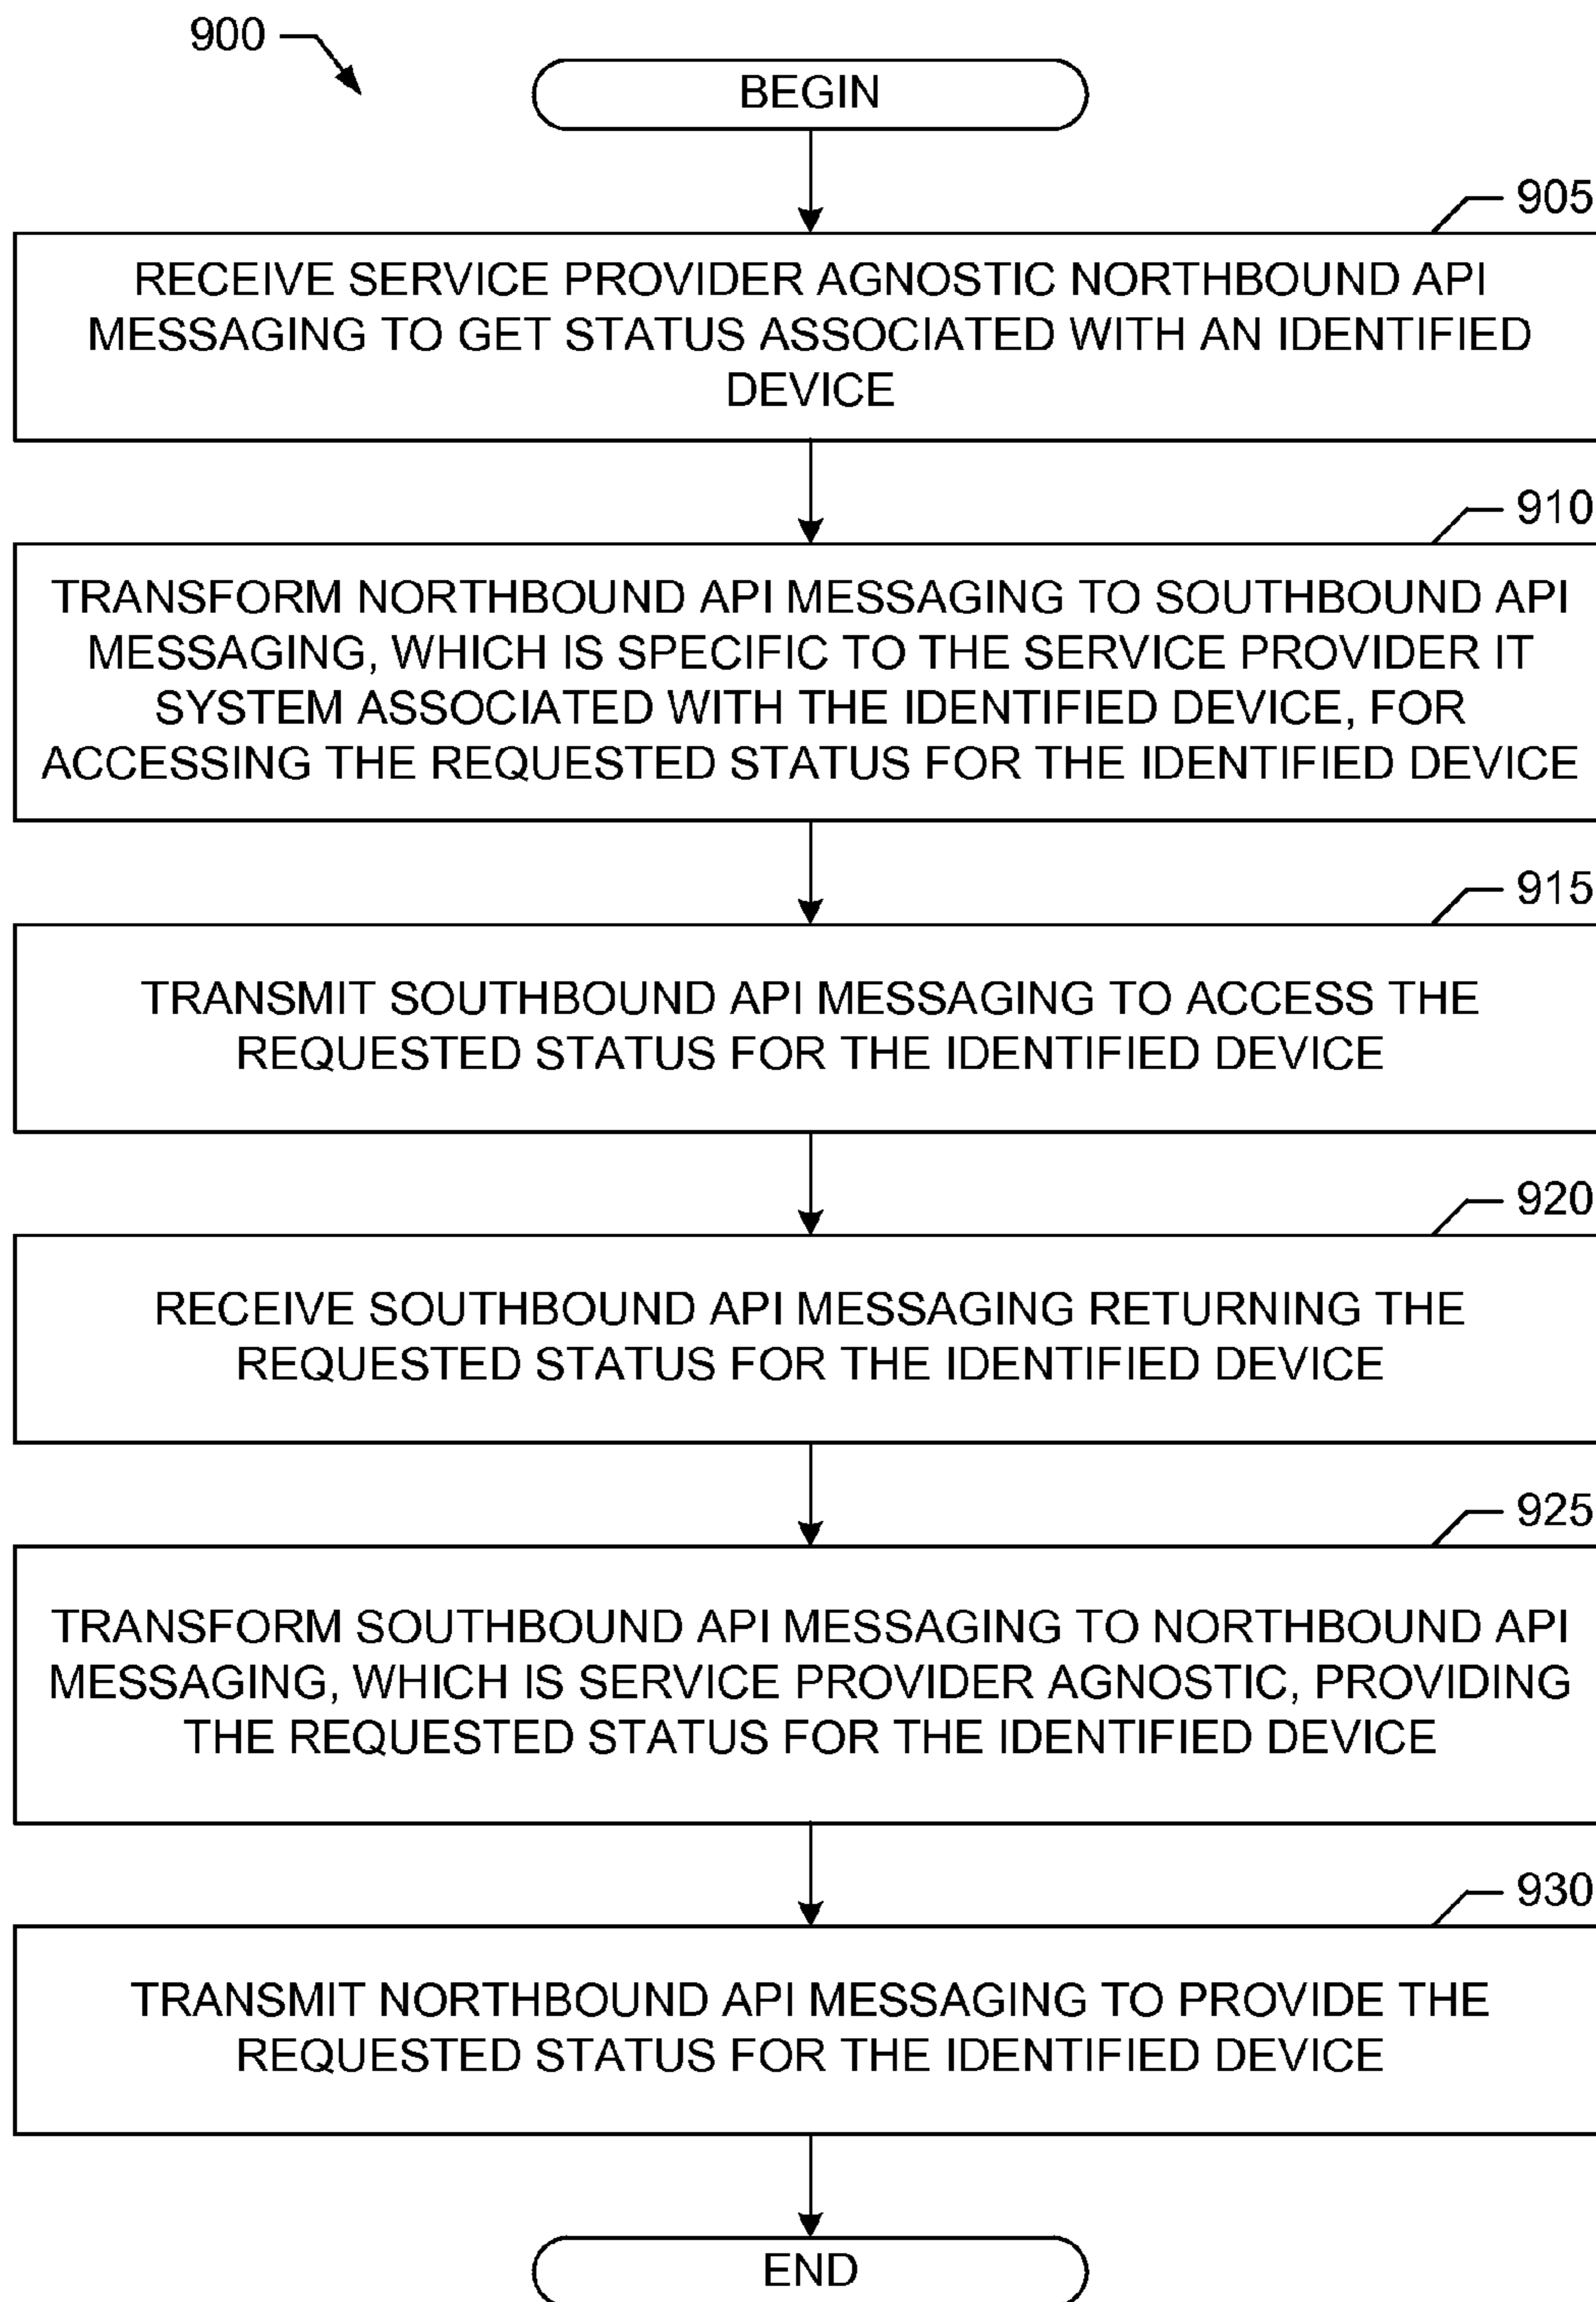 900
BEGIN
905
RECEIVE SERVICE PROVIDER AGNOSTIC NORTHBOUND API
MESSAGING TO GET STATUS ASSOCIATED WITH AN IDENTIFIED
DEVICE
910
TRANSFORM NORTHBOUND API MESSAGING TO SOUTHBOUND API
MESSAGING, WHICH IS SPECIFIC TO THE SERVICE PROVIDER IT
SYSTEM ASSOCIATED WITH THE IDENTIFIED DEVICE, FOR
ACCESSING THE REQUESTED STATUS FOR THE IDENTIFIED DEVICE
915
TRANSMIT SOUTHBOUND API MESSAGING TO ACCESS THE
REQUESTED STATUS FOR THE IDENTIFIED DEVICE
920
RECEIVE SOUTHBOUND API MESSAGING RETURNING THE
REQUESTED STATUS FOR THE IDENTIFIED DEVICE
925
TRANSFORM SOUTHBOUND API MESSAGING TO NORTHBOUND API
MESSAGING, WHICH IS SERVICE PROVIDER AGNOSTIC, PROVIDING
THE REQUESTED STATUS FOR THE IDENTIFIED DEVICE
930
TRANSMIT NORTHBOUND API MESSAGING TO PROVIDE THE
REQUESTED STATUS FOR THE IDENTIFIED DEVICE
END